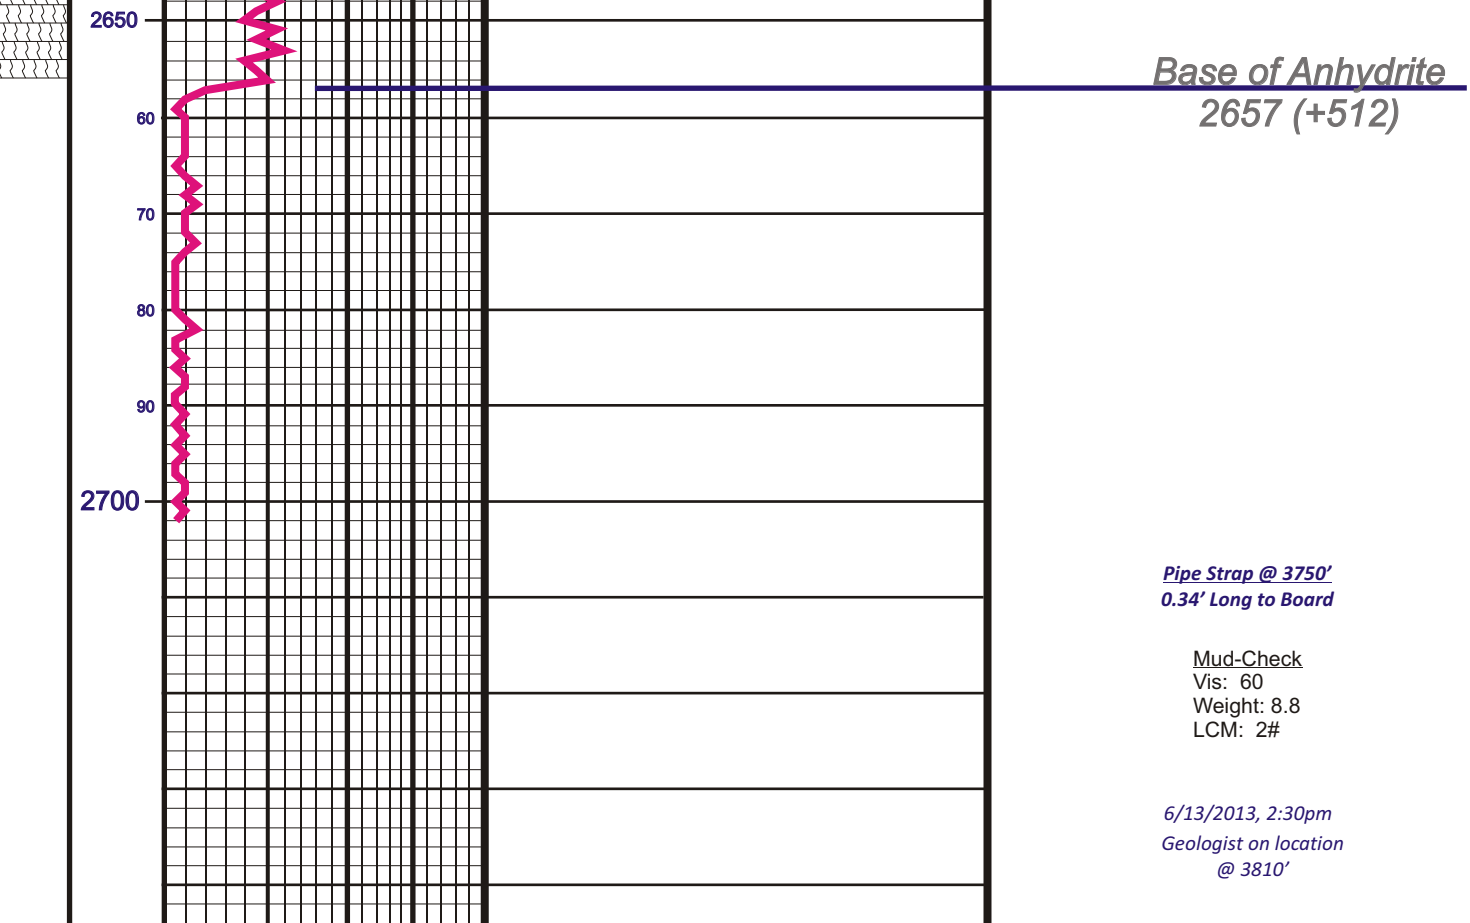 2650
Base of Anhydrite
2657 (+512)
60
70
80
90
2700
Pipe Strap @ 3750’
0.34’ Long to Board
Mud-Check
Vis: 60
Weight: 8.8
LCM: 2#
6/13/2013, 2:30pm
Geologist on location
@ 3810’